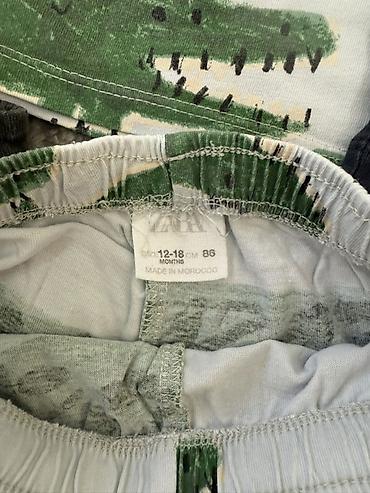 ZARA
12-18 CM 86
MONTHS
MADE IN MOROCCO